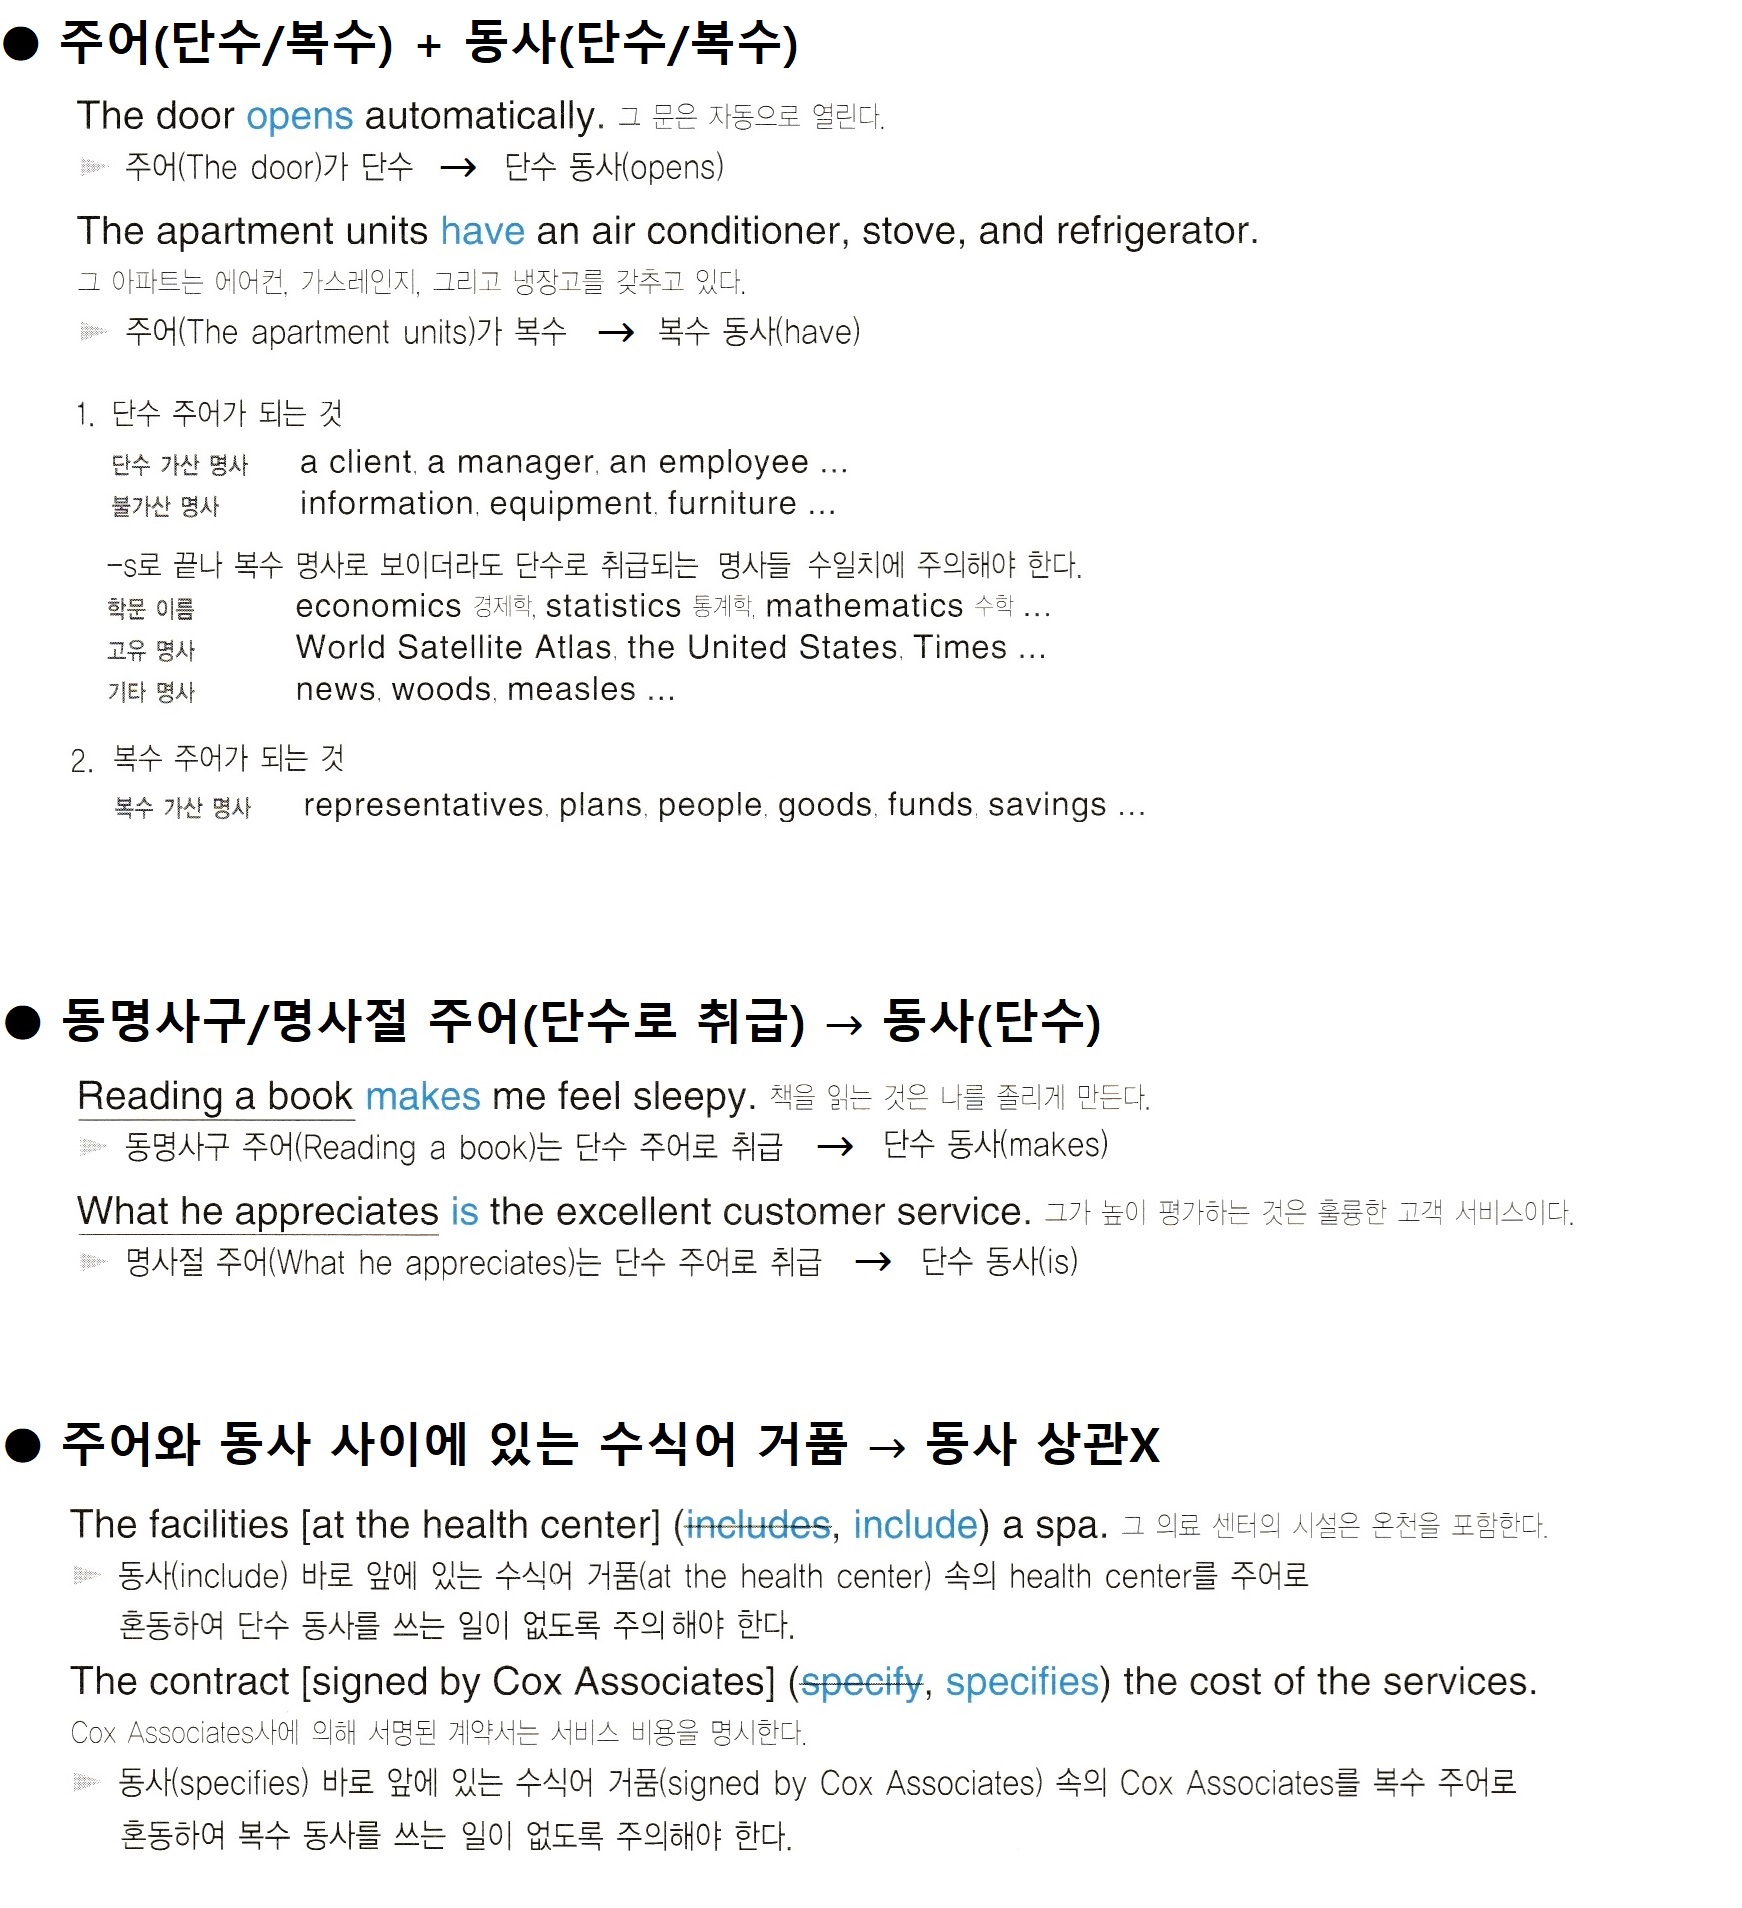 ● 주어(단수/복수) + 동사(단수/복수)
The door opens automatically. 그 문은 자동으로 열린다.
주어(The door)가 단수 → 단수 동사(opens)
The apartment units have an air conditioner, stove, and refrigerator.
그 아파트는 에어컨, 가스레인지, 그리고 냉장고를 갖추고 있다.
주어(The apartment units)가 복수 → 복수 동사(have)
1. 단수 주어가 되는 것
단수 가산 명사 a client, a manager, an employee ...
불가산 명사 information, equipment, furniture ...
-s로 끝나 복수 명사로 보이더라도 단수로 취급되는 명사들 수일치에 주의해야 한다.
학문 이름 economics 경제학, statistics 통계학, mathematics 수학 ...
고유 명사 World Satellite Atlas, the United States, Times ...
기타 명사 news, woods, measles ...
2. 복수 주어가 되는 것
복수 가산 명사 representatives, plans, people, goods, funds, savings ...
● 동명사구/명사절 주어(단수로 취급) → 동사(단수)
Reading a book makes me feel sleepy. 책을 읽는 것은 나를 졸리게 만든다.
동명사구 주어(Reading a book)는 단수 주어로 취급 → 단수 동사(makes)
What he appreciates is the excellent customer service. 그가 높이 평가하는 것은 훌륭한 고객 서비스이다.
명사절 주어(What he appreciates)는 단수 주어로 취급 → 단수 동사(is)
● 주어와 동사 사이에 있는 수식어 거품 → 동사 상관X
The facilities [at the health center] (includes, include) a spa. 그 의료 센터의 시설은 온천을 포함한다.
동사(include) 바로 앞에 있는 수식어 거품(at the health center) 속의 health center를 주어로
혼동하여 단수 동사를 쓰는 일이 없도록 주의해야 한다.
The contract [signed by Cox Associates] (specify, specifies) the cost of the services.
Cox Associates사에 의해 서명된 계약서는 서비스 비용을 명시한다.
동사(specifies) 바로 앞에 있는 수식어 거품(signed by Cox Associates) 속의 Cox Associates를 복수 주어로
혼동하여 복수 동사를 쓰는 일이 없도록 주의해야 한다.